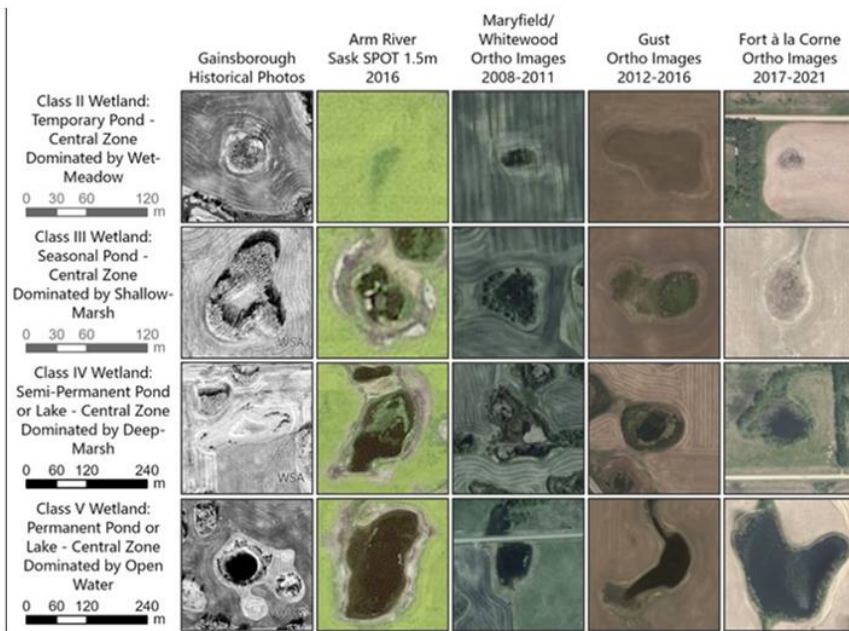 Gainsborough
Historical Photos
Arm River
Sask SPOT 1.5m
2016
Maryfield/
Whitewood
Ortho Images
2008-2011
Gust
Ortho Images
2012-2016
Fort à la Corne
Ortho Images
2017-2021
Class II Wetland:
Temporary Pond -
Central Zone
Dominated by Wet-
Meadow
0 30 60 120
m
Class III Wetland:
Seasonal Pond -
Central Zone
Dominated by Shallow-
Marsh
0 30 60 120
m
WSA
Class IV Wetland:
Semi-Permanent Pond
or Lake - Central Zone
Dominated by Deep-
Marsh
0 60 120 240
m
WSA
Class V Wetland:
Permanent Pond or
Lake - Central Zone
Dominated by Open
Water
0 60 120 240
m